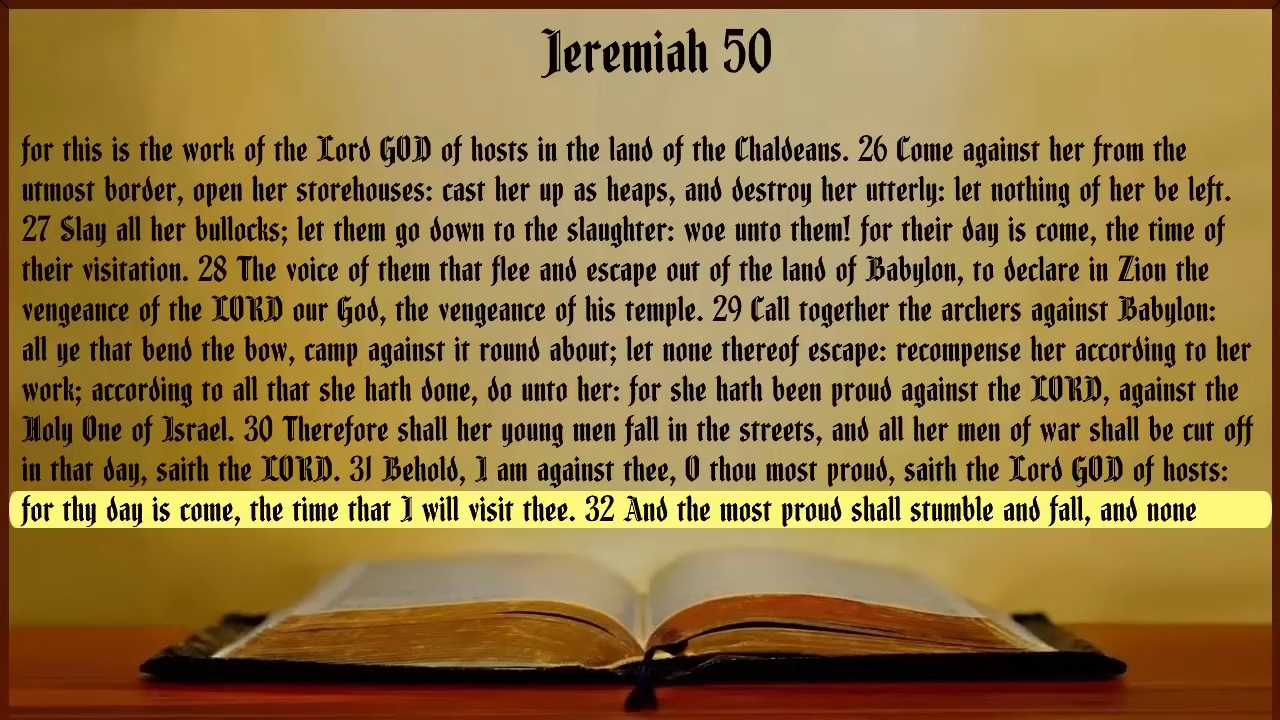 Jeremiah 50
for this is the work of the Lord GOD of hosts in the land of the Chaldeans. 26 Come against her from the
utmost border, open her storehouses: cast her up as heaps, and destroy her utterly: let nothing of her be left.
27 Slay all her bullocks; let them go down to the slaughter: woe unto them! for their day is come, the time of
their visitation. 28 The voice of them that flee and escape out of the land of Babylon, to declare in Zion the
vengeance of the LORD our God, the vengeance of his temple. 29 Call together the archers against Babylon:
all ye that bend the bow, camp against it round about; let none thereof escape: recompense her according to her
work; according to all that she hath done, do unto her: for she hath been proud against the LORD, against the
Holy One of Israel. 30 Therefore shall her young men fall in the streets, and all her men of war shall be cut off
in that day, saith the LORD. 31 Behold, I am against thee, O thou most proud, saith the Lord GOD of hosts:
for thy day is come, the time that I will visit thee. 32 And the most proud shall stumble and fall, and none